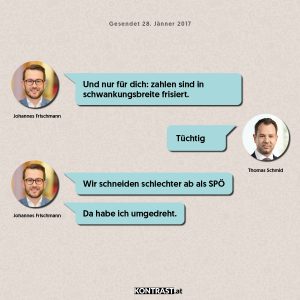 Gesendet 28. Jänner 2017
Und nur für dich: zahlen sind in
schwankungsbreite frisiert.
Johannes Frischmann
Tüchtig
Thomas Schmid
Wir schneiden schlechter ab als SPÖ
Johannes Frischmann
Da habe ich umgedreht.
KONTRAST.at